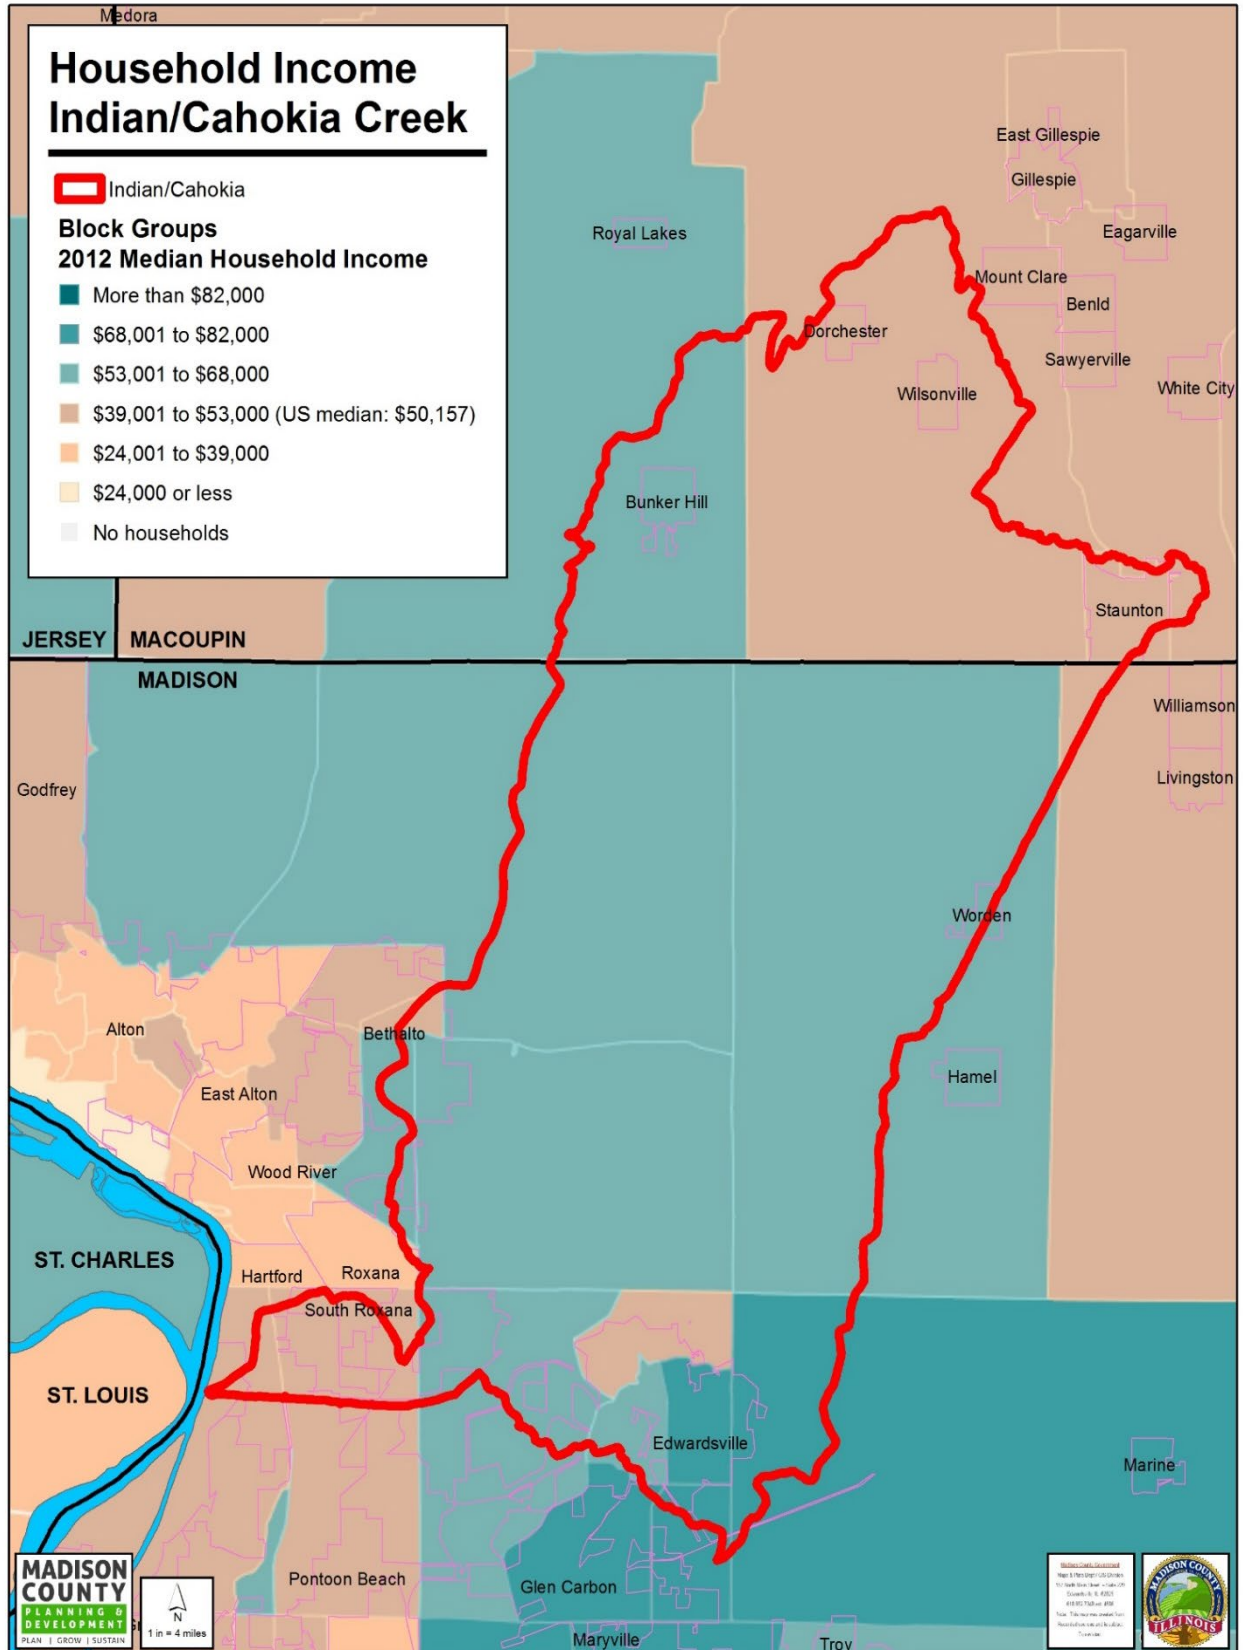 Medora
Household Income
Indian/Cahokia Creek
Indian/Cahokia
Block Groups
2012 Median Household Income
More than $82,000
$68,001 to $82,000
$53,001 to $68,000
$39,001 to $53,000 (US median: $50,157)
$24,001 to $39,000
$24,000 or less
No households
East Gillespie
Gillespie
Royal Lakes
Eagarville
Mount Clare
Benld
Dorchester
Sawyerville
White City
Wilsonville
Bunker Hill
Staunton
JERSEY
MACOUPIN
MADISON
Williamson
Livingston
Godfrey
Worden
Alton
Bethalto
Hamel
East Alton
Wood River
ST. CHARLES
Hartford
Roxana
South Roxana
ST. LOUIS
Edwardsville
Marine
Pontoon Beach
Glen Carbon
Maryville
Troy
MADISON
COUNTY
PLANNING &
DEVELOPMENT
PLAN | GROW | SUSTAIN
N
1 in = 4 miles
MADISON COUNTY
ILLINOIS